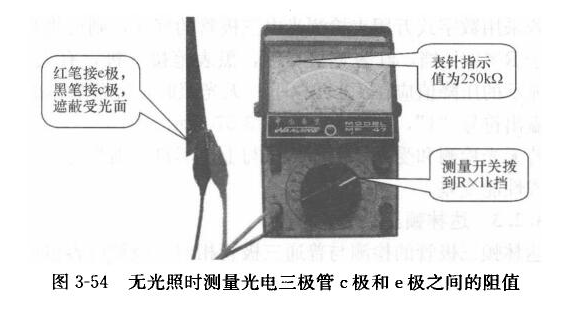 红笔接e极，
黑笔接c极，
遮蔽受光面
表针指示
值为250kΩ
MODEL
MF 47
测量开关拨
到R×1k挡
图 3-54 无光照时测量光电三极管 c 极和 e 极之间的阻值